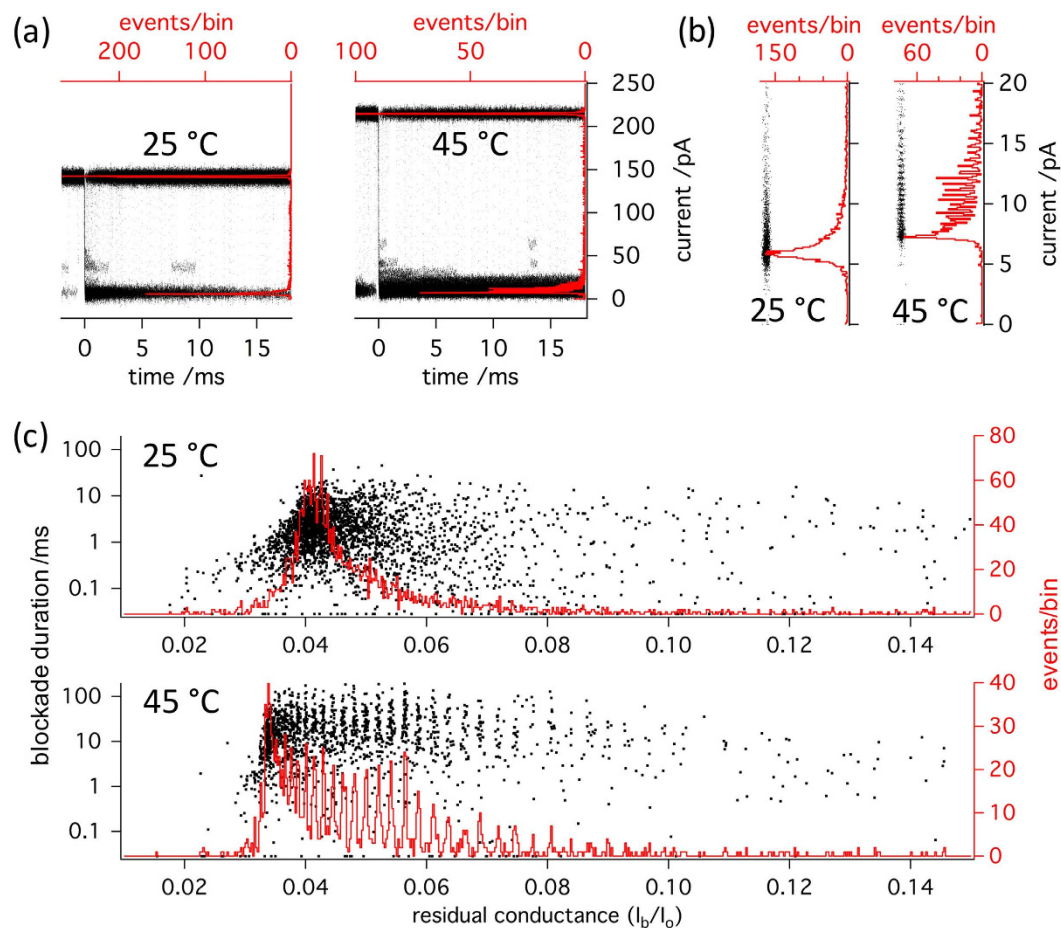 (a)
events/bin
200 100 0
25 °C
0 5 10 15
time /ms
events/bin
100 50 0
45 °C
250
200
150
100
50
0
current /pA
0 5 10 15
time /ms
(b)
events/bin
150 0
25 °C
events/bin
60 0
45 °C
20
15
10
5
0
current /pA
(c)
25 °C
100
10
1
0.1
80
60
40
20
0
0.02 0.04 0.06 0.08 0.10 0.12 0.14
blockade duration /ms
events/bin
45 °C
100
10
1
0.1
40
30
20
10
0
0.02 0.04 0.06 0.08 0.10 0.12 0.14
residual conductance (Ib/Io)